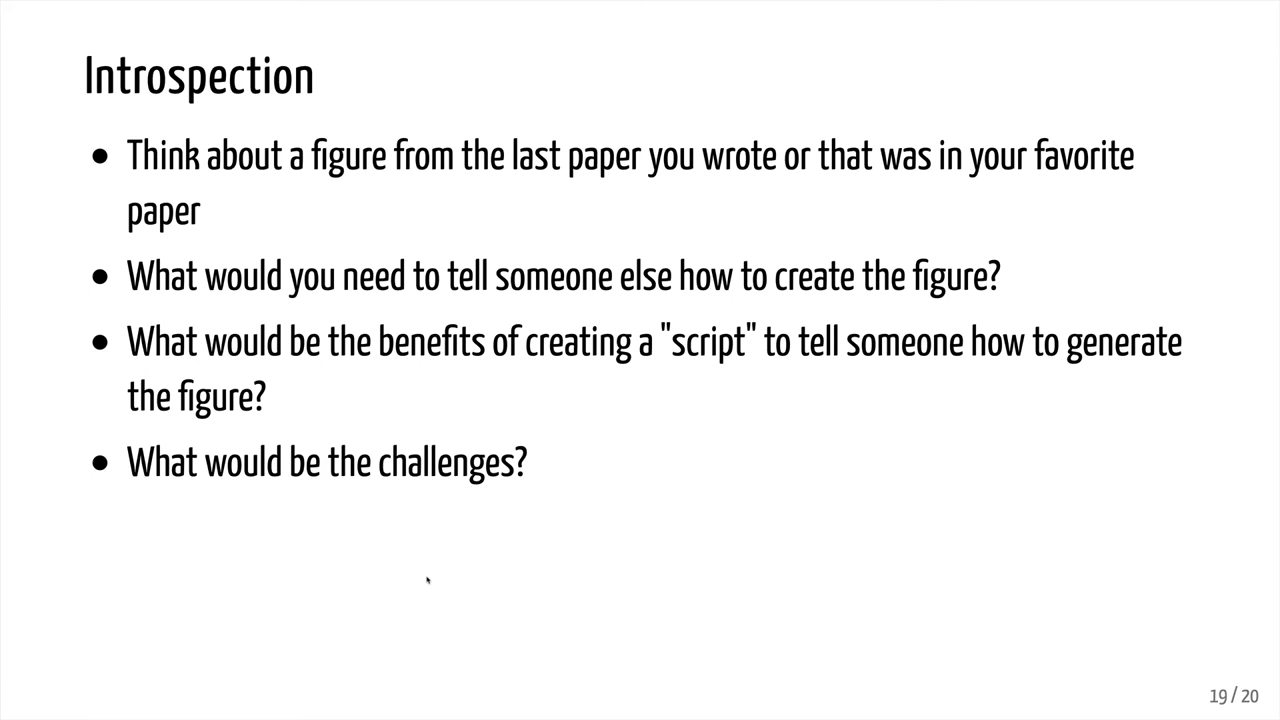 Introspection
• Think about a figure from the last paper you wrote or that was in your favorite
paper
• What would you need to tell someone else how to create the figure?
• What would be the benefits of creating a "script" to tell someone how to generate
the figure?
• What would be the challenges?
19 / 20